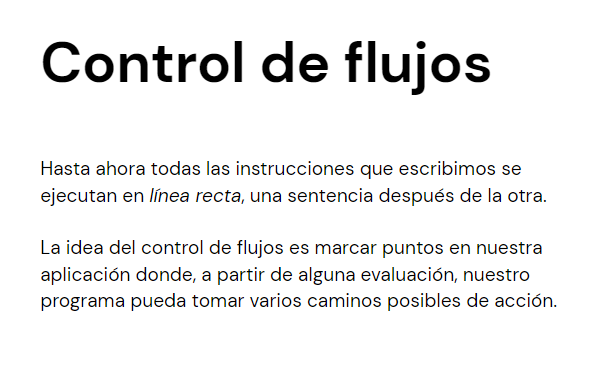 Control de flujos
Hasta ahora todas las instrucciones que escribimos se
ejecutan en línea recta, una sentencia después de la otra.
La idea del control de flujos es marcar puntos en nuestra
aplicación donde, a partir de alguna evaluación, nuestro
programa pueda tomar varios caminos posibles de acción.